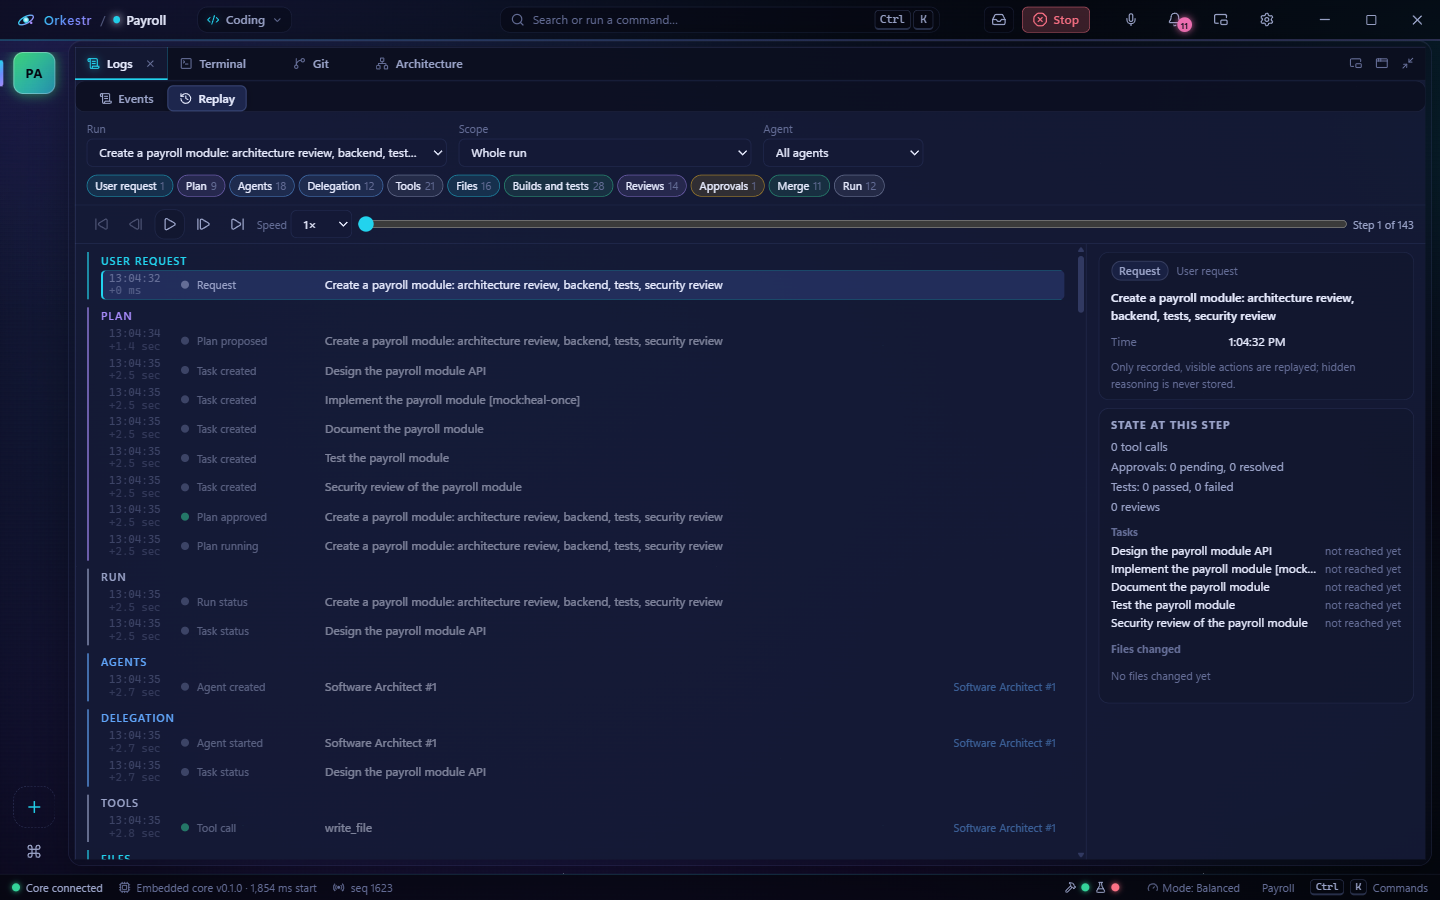 Orkestr / Payroll
Coding
Search or run a command...
Ctrl K
Stop
11
PA
Logs
Terminal
Git
Architecture
Events
Replay
Run
Scope
Agent
Create a payroll module: architecture review, backend, test...
Whole run
All agents
User request 1
Plan 9
Agents 18
Delegation 12
Tools 21
Files 16
Builds and tests 28
Reviews 14
Approvals 1
Merge 11
Run 12
Speed
1×
Step 1 of 143
USER REQUEST
13:04:32
+0 ms
Request
Create a payroll module: architecture review, backend, tests, security review
PLAN
13:04:34
+1.4 sec
Plan proposed
Create a payroll module: architecture review, backend, tests, security review
13:04:35
+2.5 sec
Task created
Design the payroll module API
13:04:35
+2.5 sec
Task created
Implement the payroll module [mock:heal-once]
13:04:35
+2.5 sec
Task created
Document the payroll module
13:04:35
+2.5 sec
Task created
Test the payroll module
13:04:35
+2.5 sec
Task created
Security review of the payroll module
13:04:35
+2.5 sec
Plan approved
Create a payroll module: architecture review, backend, tests, security review
13:04:35
+2.5 sec
Plan running
Create a payroll module: architecture review, backend, tests, security review
RUN
13:04:35
+2.5 sec
Run status
Create a payroll module: architecture review, backend, tests, security review
13:04:35
+2.5 sec
Task status
Design the payroll module API
AGENTS
13:04:35
+2.7 sec
Agent created
Software Architect #1
Software Architect #1
DELEGATION
13:04:35
+2.7 sec
Agent started
Software Architect #1
Software Architect #1
13:04:35
+2.7 sec
Task status
Design the payroll module API
TOOLS
13:04:35
+2.8 sec
Tool call
write_file
Software Architect #1
FILES
Request
User request
Create a payroll module: architecture review,
backend, tests, security review
Time
1:04:32 PM
Only recorded, visible actions are replayed; hidden
reasoning is never stored.
STATE AT THIS STEP
0 tool calls
Approvals: 0 pending, 0 resolved
Tests: 0 passed, 0 failed
0 reviews
Tasks
Design the payroll module API not reached yet
Implement the payroll module [mock... not reached yet
Document the payroll module not reached yet
Test the payroll module not reached yet
Security review of the payroll module not reached yet
Files changed
No files changed yet
Core connected
Embedded core v0.1.0 · 1,854 ms start
seq 1623
Mode: Balanced
Payroll
Ctrl K Commands